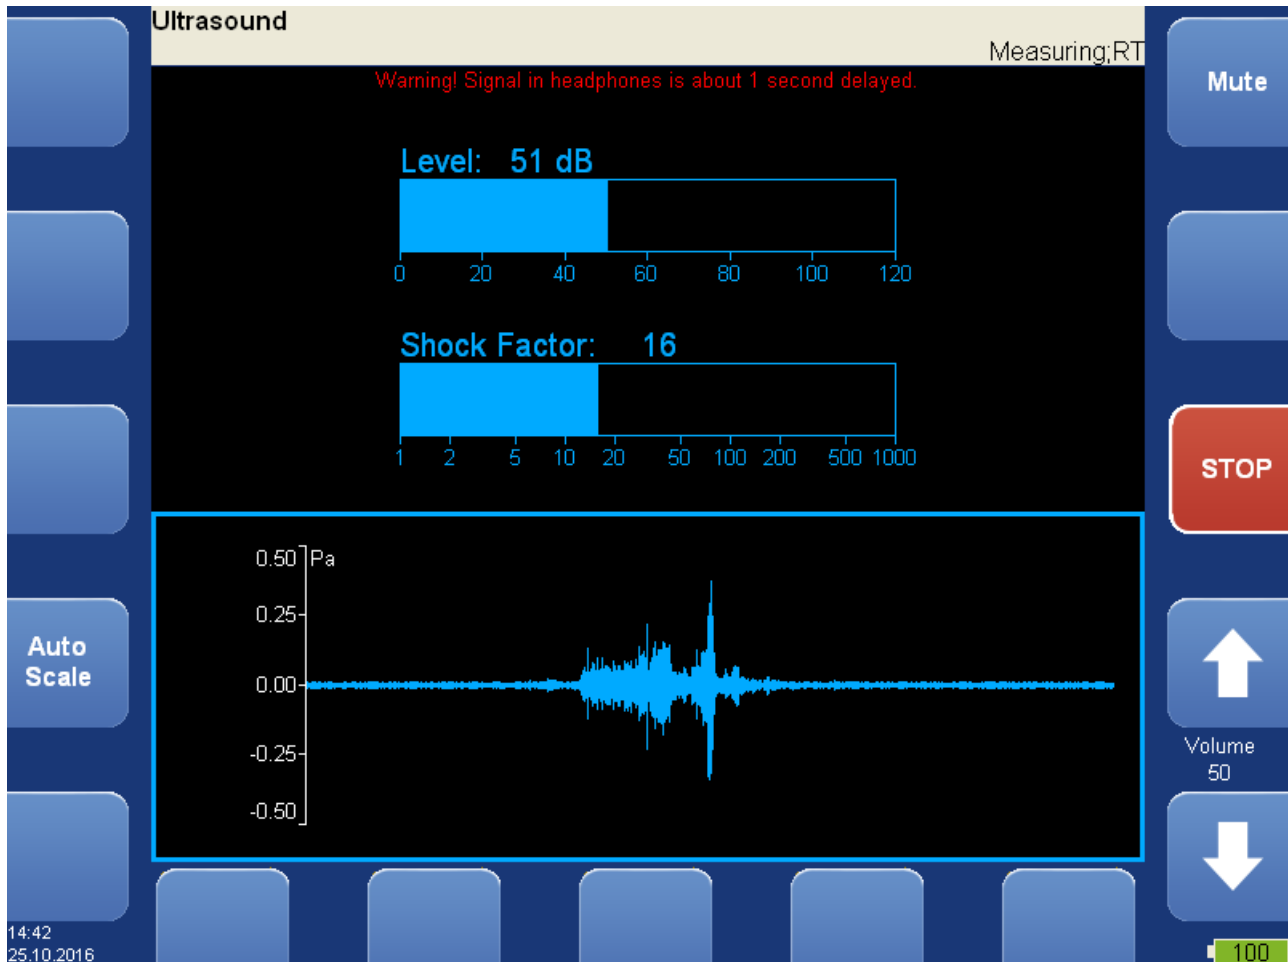 Ultrasound
Measuring;RT
Warning! Signal in headphones is about 1 second delayed.
Mute
Level: 51 dB
0 20 40 60 80 100 120
Shock Factor: 16
1 2 5 10 20 50 100 200 500 1000
STOP
0.50 Pa
0.25
0.00
-0.25
-0.50
Auto
Scale
Volume
50
14:42
25.10.2016
100